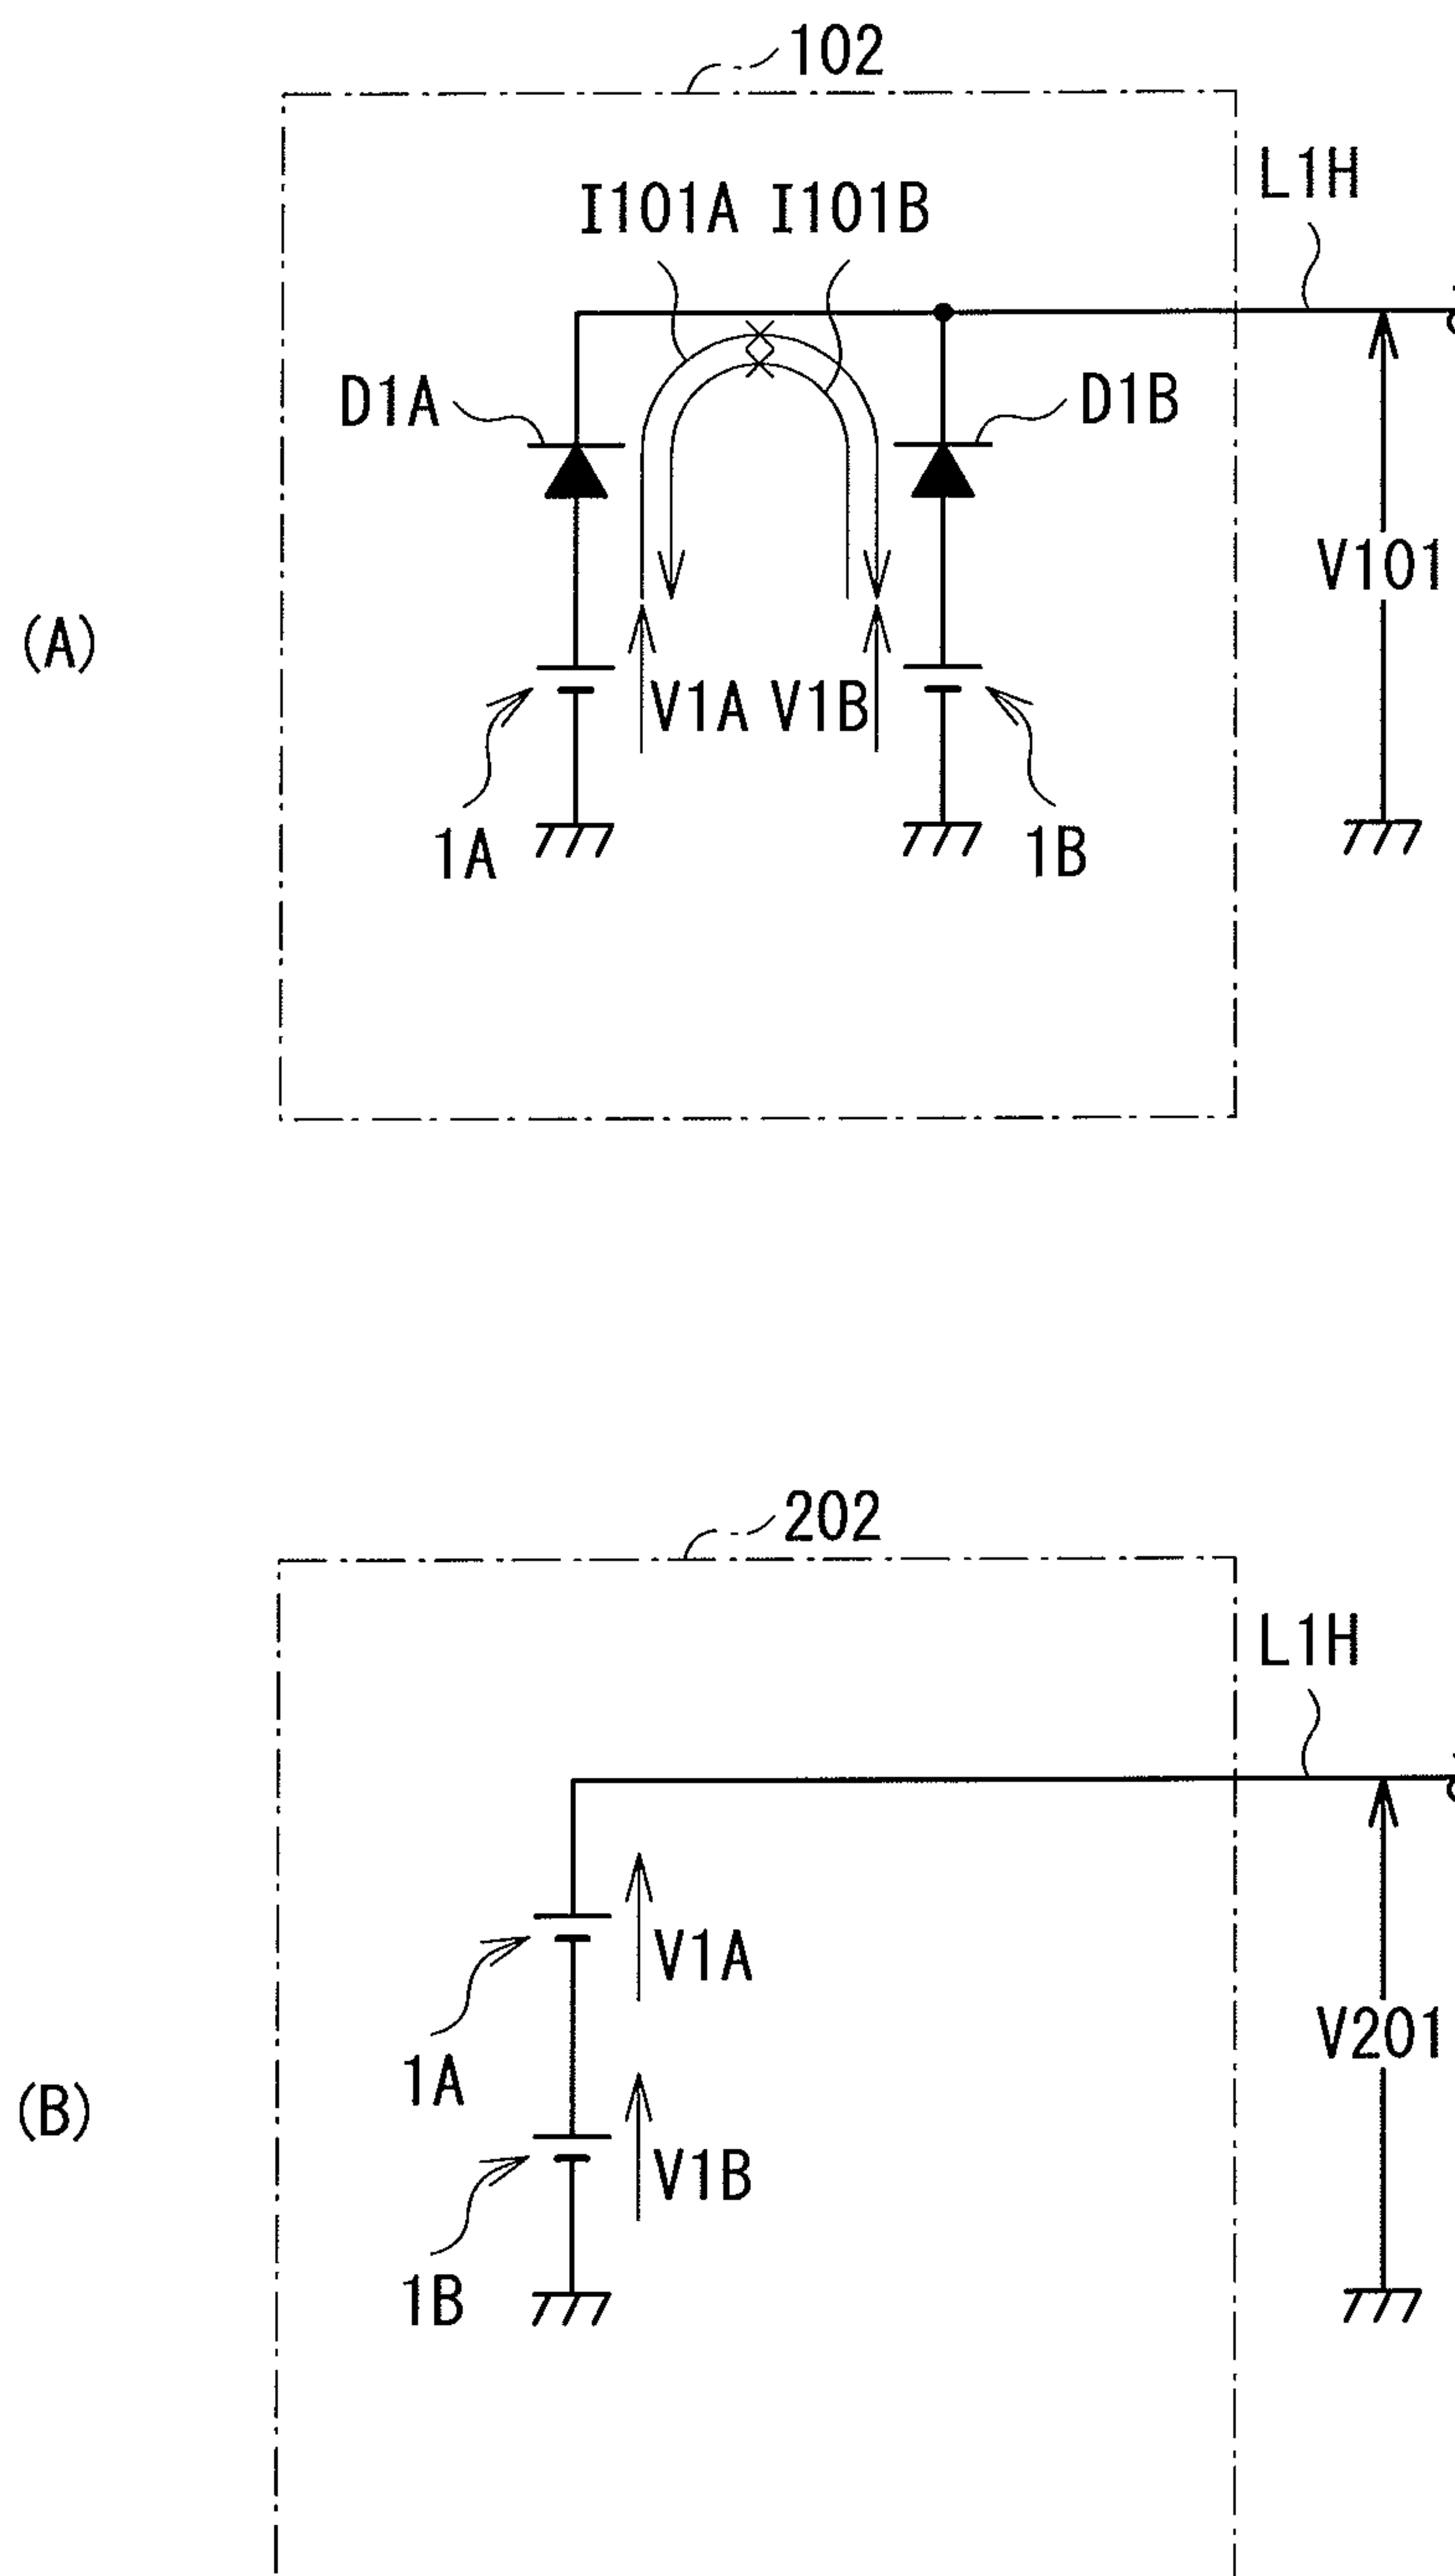 102
L1H
I101A I101B
D1A
D1B
V101
(A)
V1A V1B
1A
1B
202
L1H
V1A
V201
1A
(B)
V1B
1B